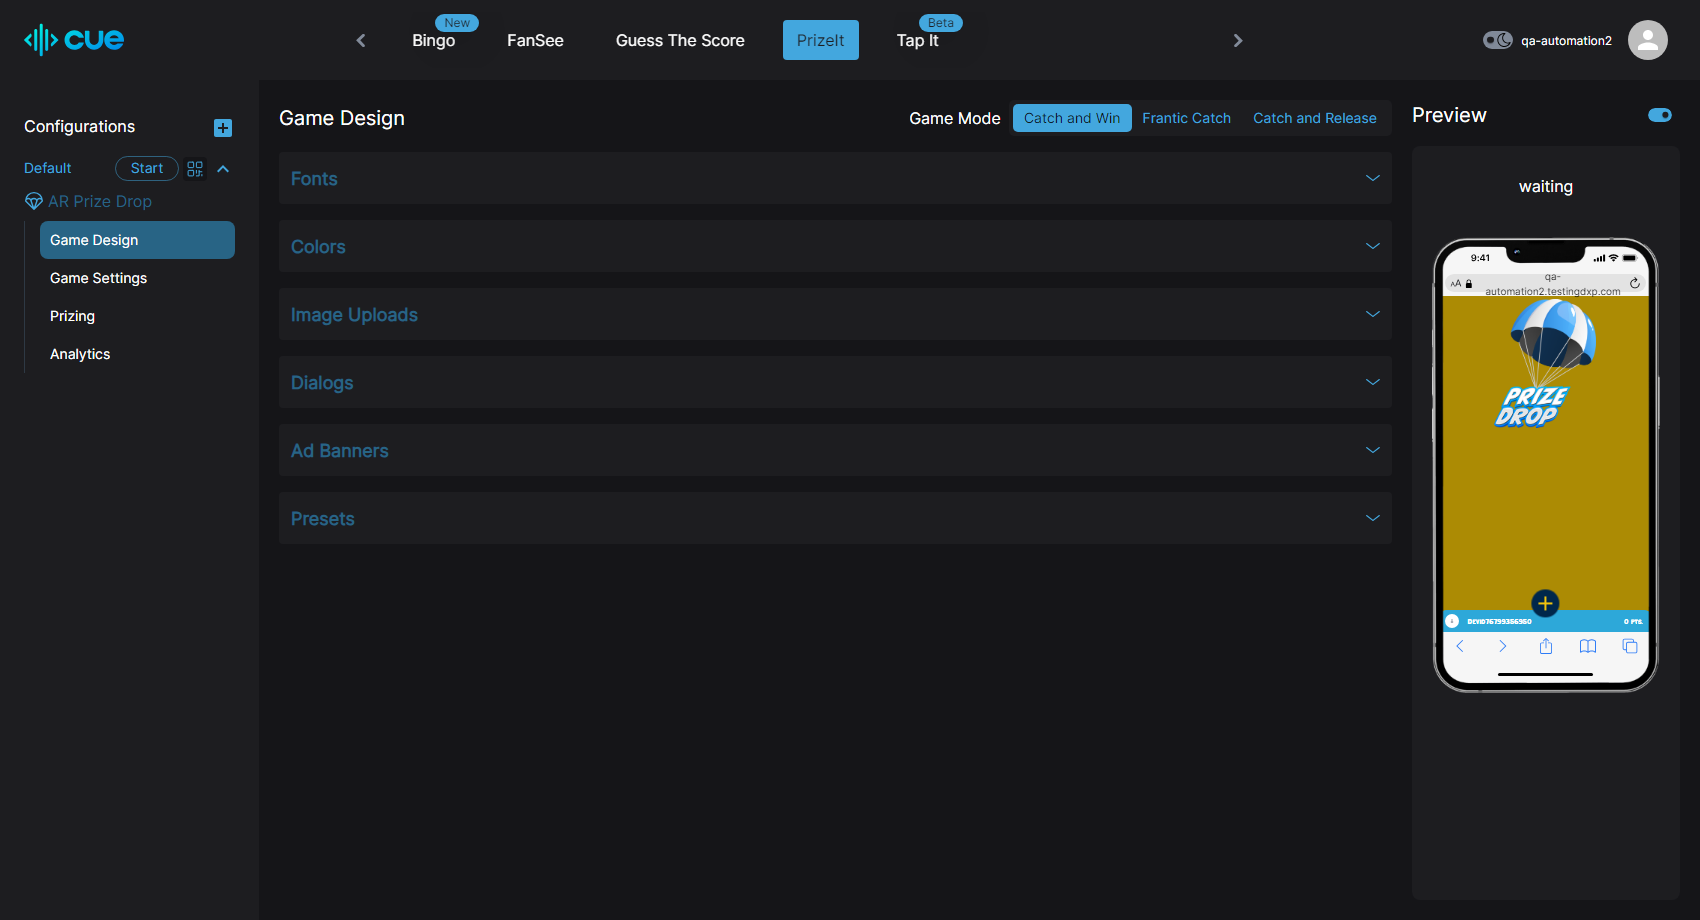 cue
New
Bingo
FanSee
Guess The Score
PrizeIt
Beta
Tap It
qa-automation2
Configurations
Default
Start
AR Prize Drop
Game Design
Game Settings
Prizing
Analytics
Game Design
Game Mode
Catch and Win
Frantic Catch
Catch and Release
Fonts
Colors
Image Uploads
Dialogs
Ad Banners
Presets
Preview
waiting
9:41
AA
qa-
automation2.testingdxp.com
PRIZE
DROP
0 PTS.